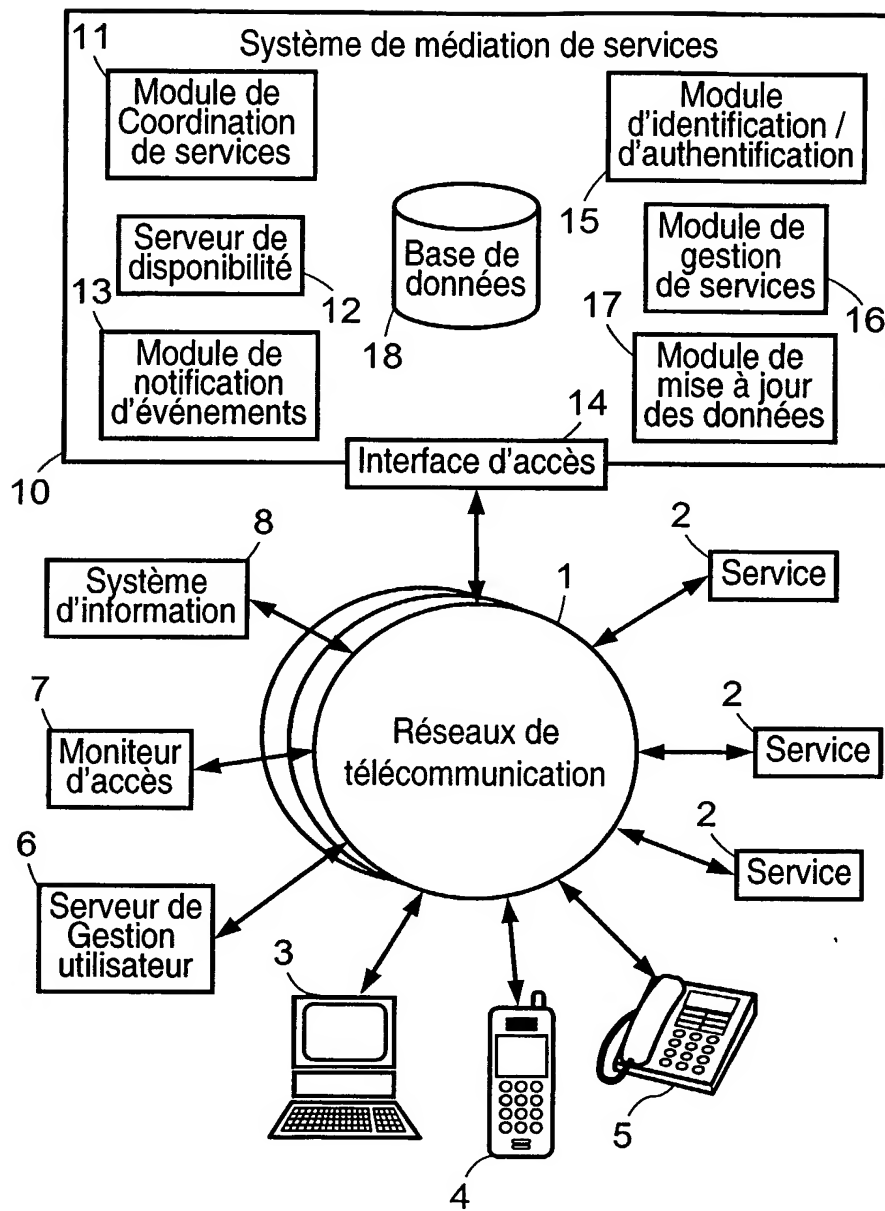 11
Système de médiation de services
Module de
Coordination
de services
Module
d'identification /
d'authentification
15
Serveur de
disponibilité
12
Base de
données
18
Module de
gestion
de services
16
13
Module de
notification
d'événements
17
Module de
mise à jour
des données
14
Interface d'accès
10
8
Système
d'information
2
Service
1
7
Moniteur
d'accès
Réseaux de
télécommunication
2
Service
2
Service
6
Serveur de
Gestion
utilisateur
3
4
5